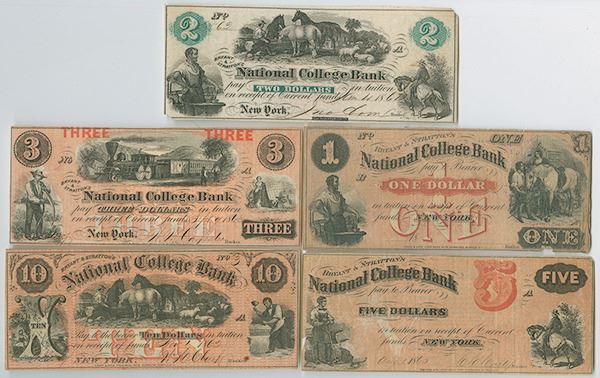 No
2
2
BRYANT & STRATTON'S
A
National College Bank
pay TWO DOLLARS in tuition
on receipt of Current funds
New York.
THREE THREE
3
3
No
A
BRYANT & STRATTON'S
National College Bank
pay THREE DOLLARS in tuition
on receipt of Current funds
New York.
THREE
No
ONE
1
1
BRYANT & STRATTON'S
A
National College Bank
pay to Bearer
ONE DOLLAR
in tuition on receipt of Current
funds
NEW YORK
ONE
ONE
10
10
BRYANT & STRATTON'S
National College Bank
A
TEN
Pay to the bearer Ten Dollars in tuition
on receipt of Current funds
TEN
NEW YORK.
BRYANT & STRATTON'S
5
FIVE
National College Bank
pay to Bearer
A
FIVE DOLLARS
in tuition on receipt of Current
funds NEW YORK.